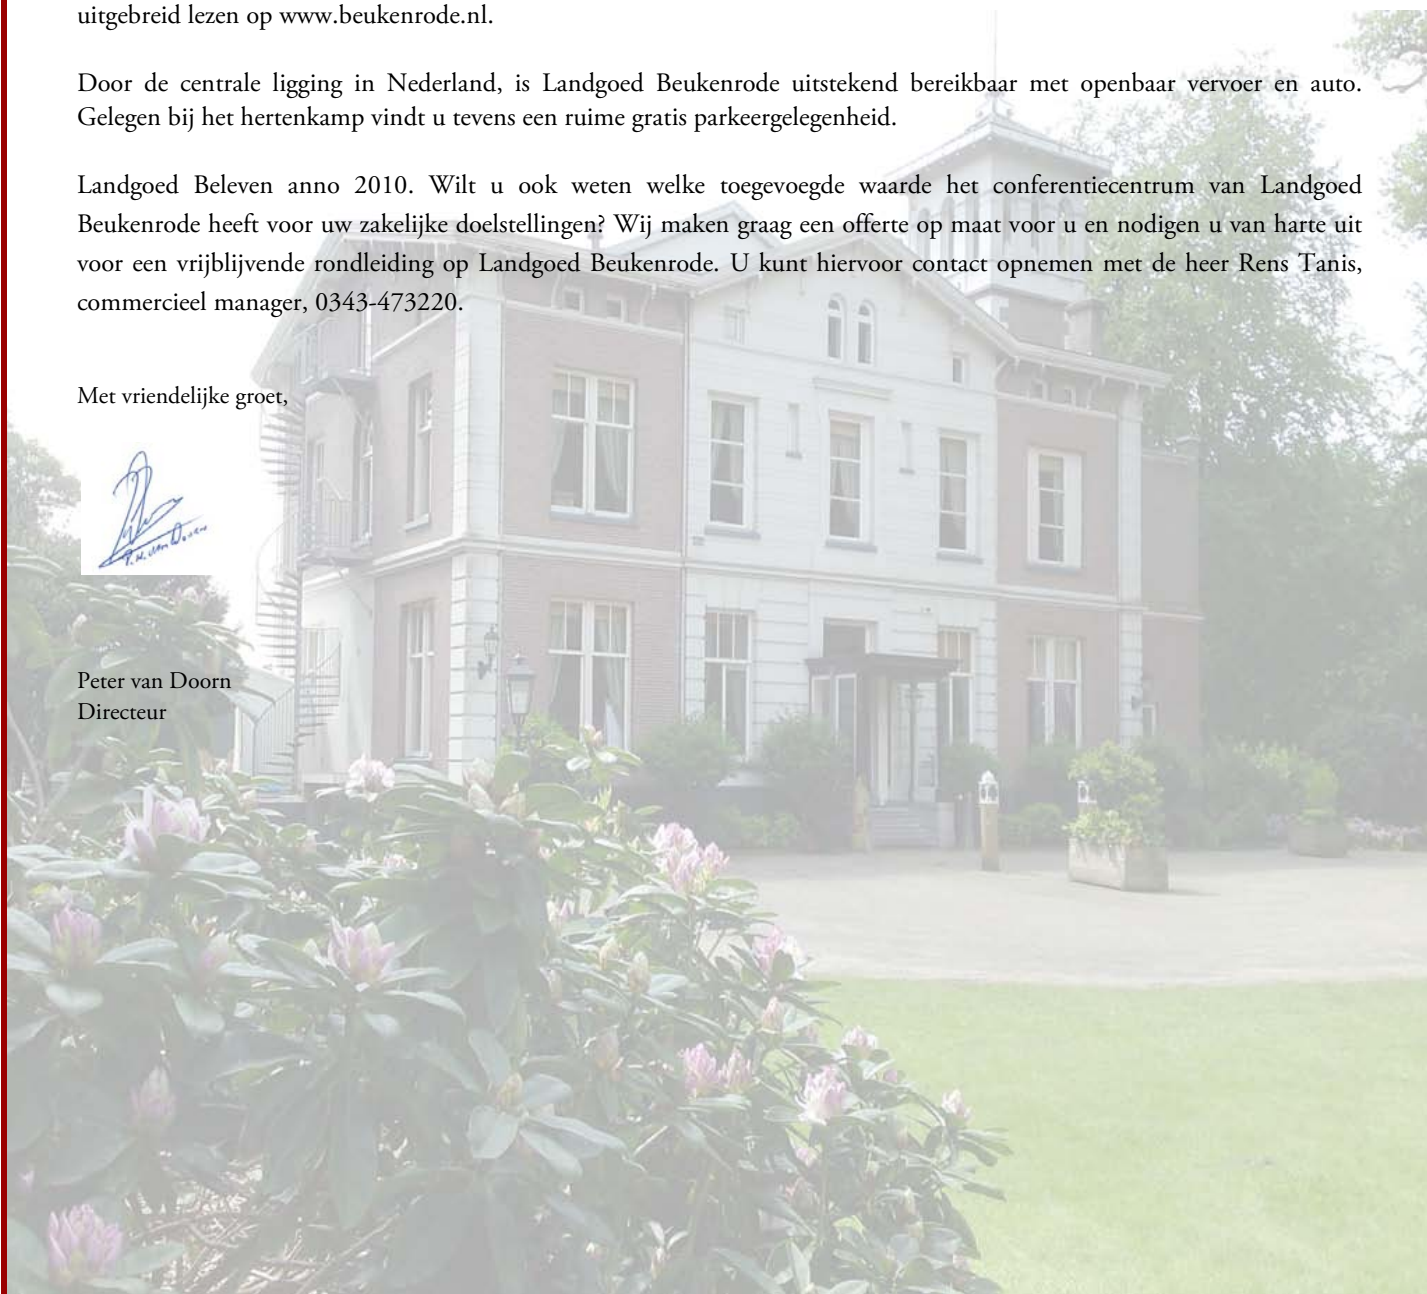 uitgebreid lezen op www.beukenrode.nl.
Door de centrale ligging in Nederland, is Landgoed Beukenrode uitstekend bereikbaar met openbaar vervoer en auto.
Gelegen bij het hertenkamp vindt u tevens een ruime gratis parkeergelegenheid.
Landgoed Beleven anno 2010. Wilt u ook weten welke toegevoegde waarde het conferentiecentrum van Landgoed
Beukenrode heeft voor uw zakelijke doelstellingen? Wij maken graag een offerte op maat voor u en nodigen u van harte uit
voor een vrijblijvende rondleiding op Landgoed Beukenrode. U kunt hiervoor contact opnemen met de heer Rens Tanis,
commercieel manager, 0343-473220.
Met vriendelijke groet,
P.H. van Doorn
Peter van Doorn
Directeur